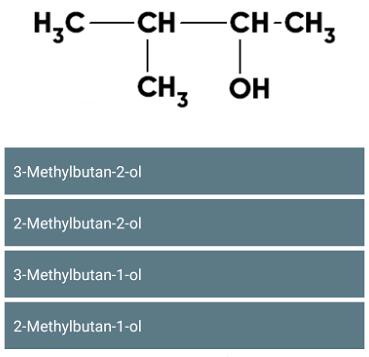 H₃C—CH—CH-CH₃
CH₃ OH
3-Methylbutan-2-ol
2-Methylbutan-2-ol
3-Methylbutan-1-ol
2-Methylbutan-1-ol